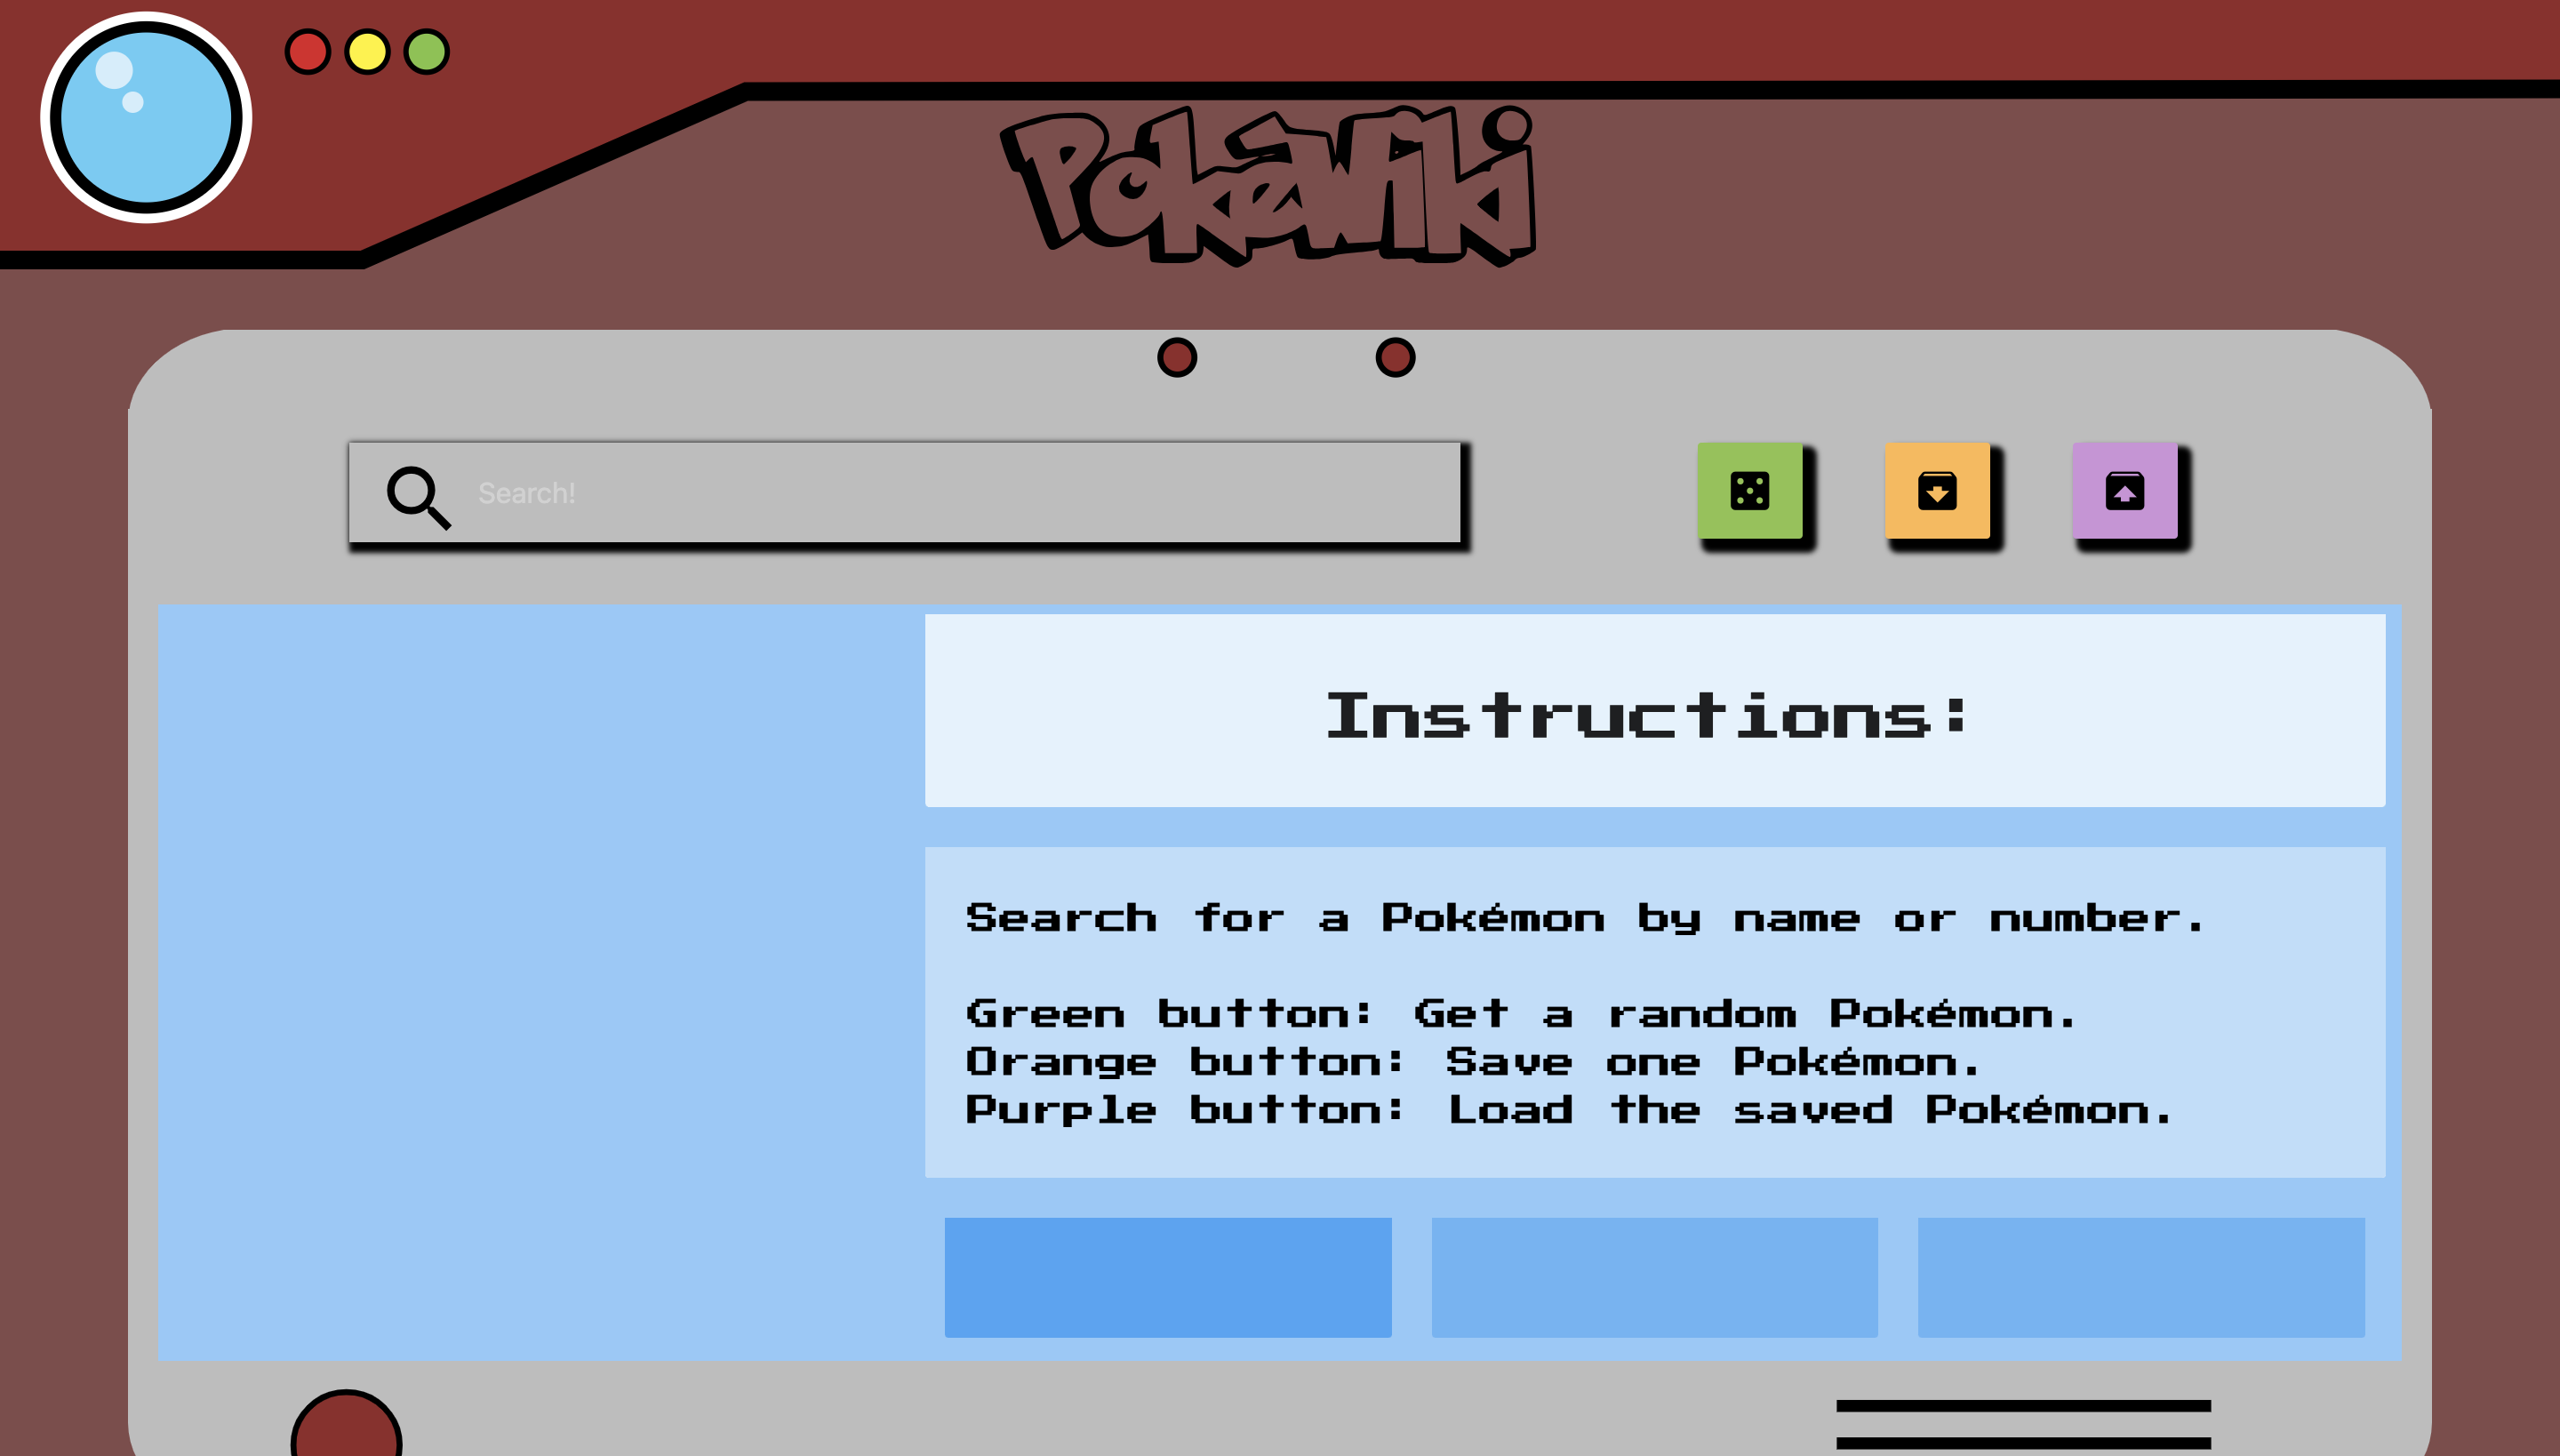 PokéWiki
Search!
Instructions:
Search for a Pokémon by name or number.
Green button: Get a random Pokémon.
Orange button: Save one Pokémon.
Purple button: Load the saved Pokémon.